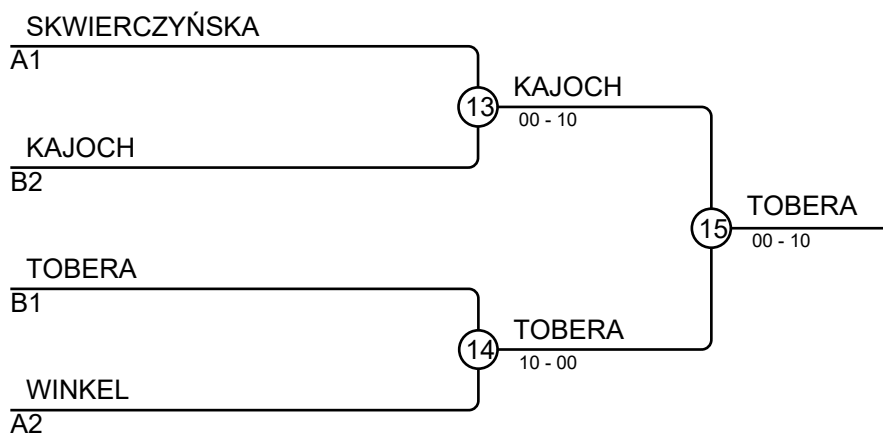 SKWIERCZYŃSKA
A1
13
KAJOCH
00 - 10
KAJOCH
B2
15
TOBERA
00 - 10
TOBERA
B1
14
TOBERA
10 - 00
WINKEL
A2